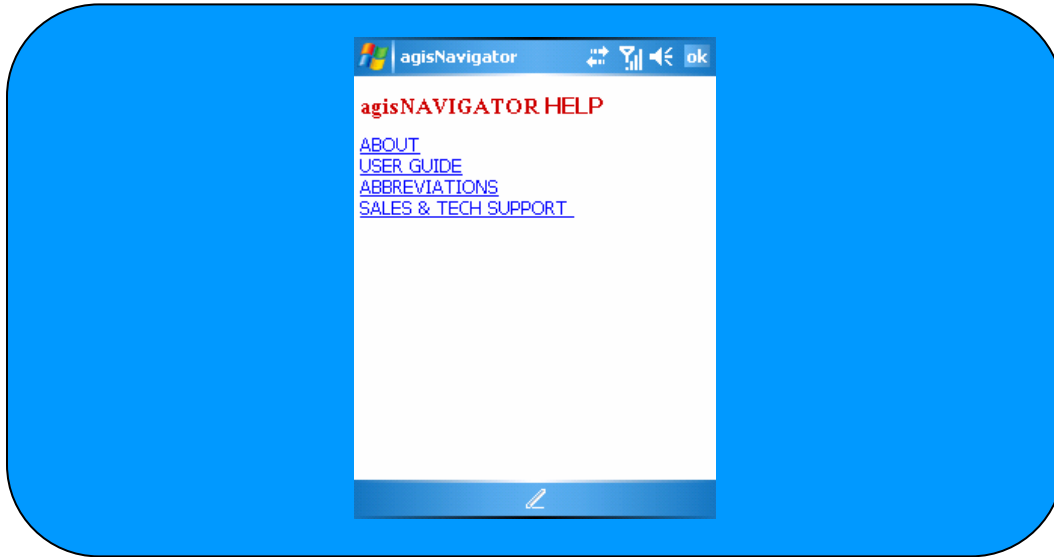 agisNavigator ok
agisNAVIGATOR HELP
ABOUT
USER GUIDE
ABBREVIATIONS
SALES & TECH SUPPORT